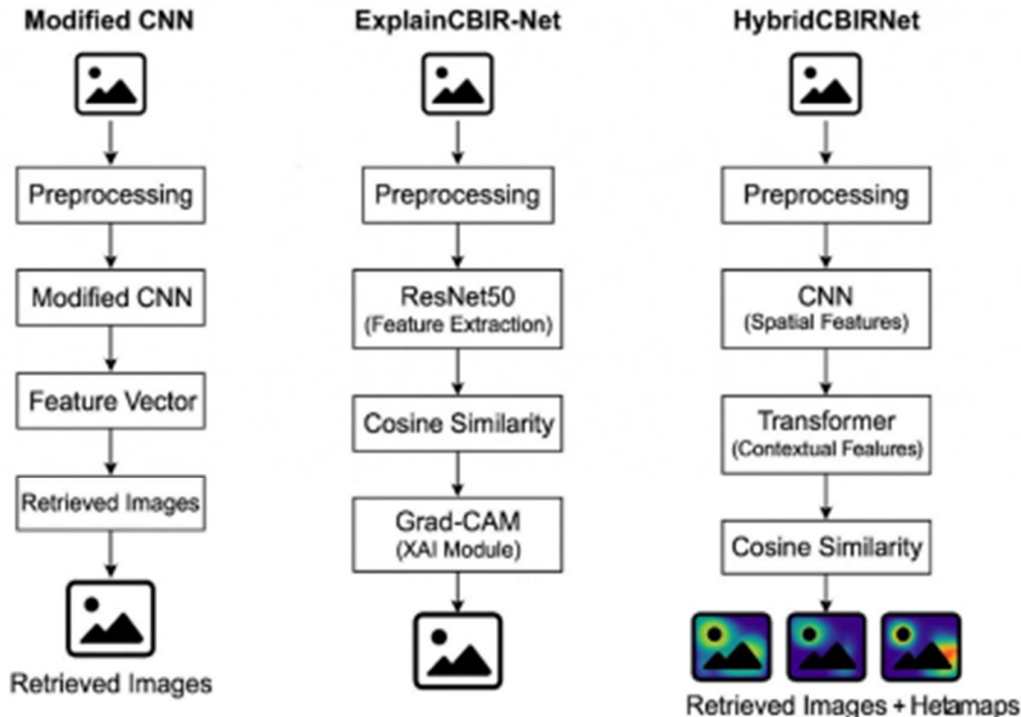 Modified CNN
Preprocessing
Modified CNN
Feature Vector
Retrieved Images
Retrieved Images
ExplainCBIR-Net
Preprocessing
ResNet50
(Feature Extraction)
Cosine Similarity
Grad-CAM
(XAI Module)
HybridCBIRNet
Preprocessing
CNN
(Spatial Features)
Transformer
(Contextual Fealures)
Cosine Similarity
Retrieved Images + Hetamaps